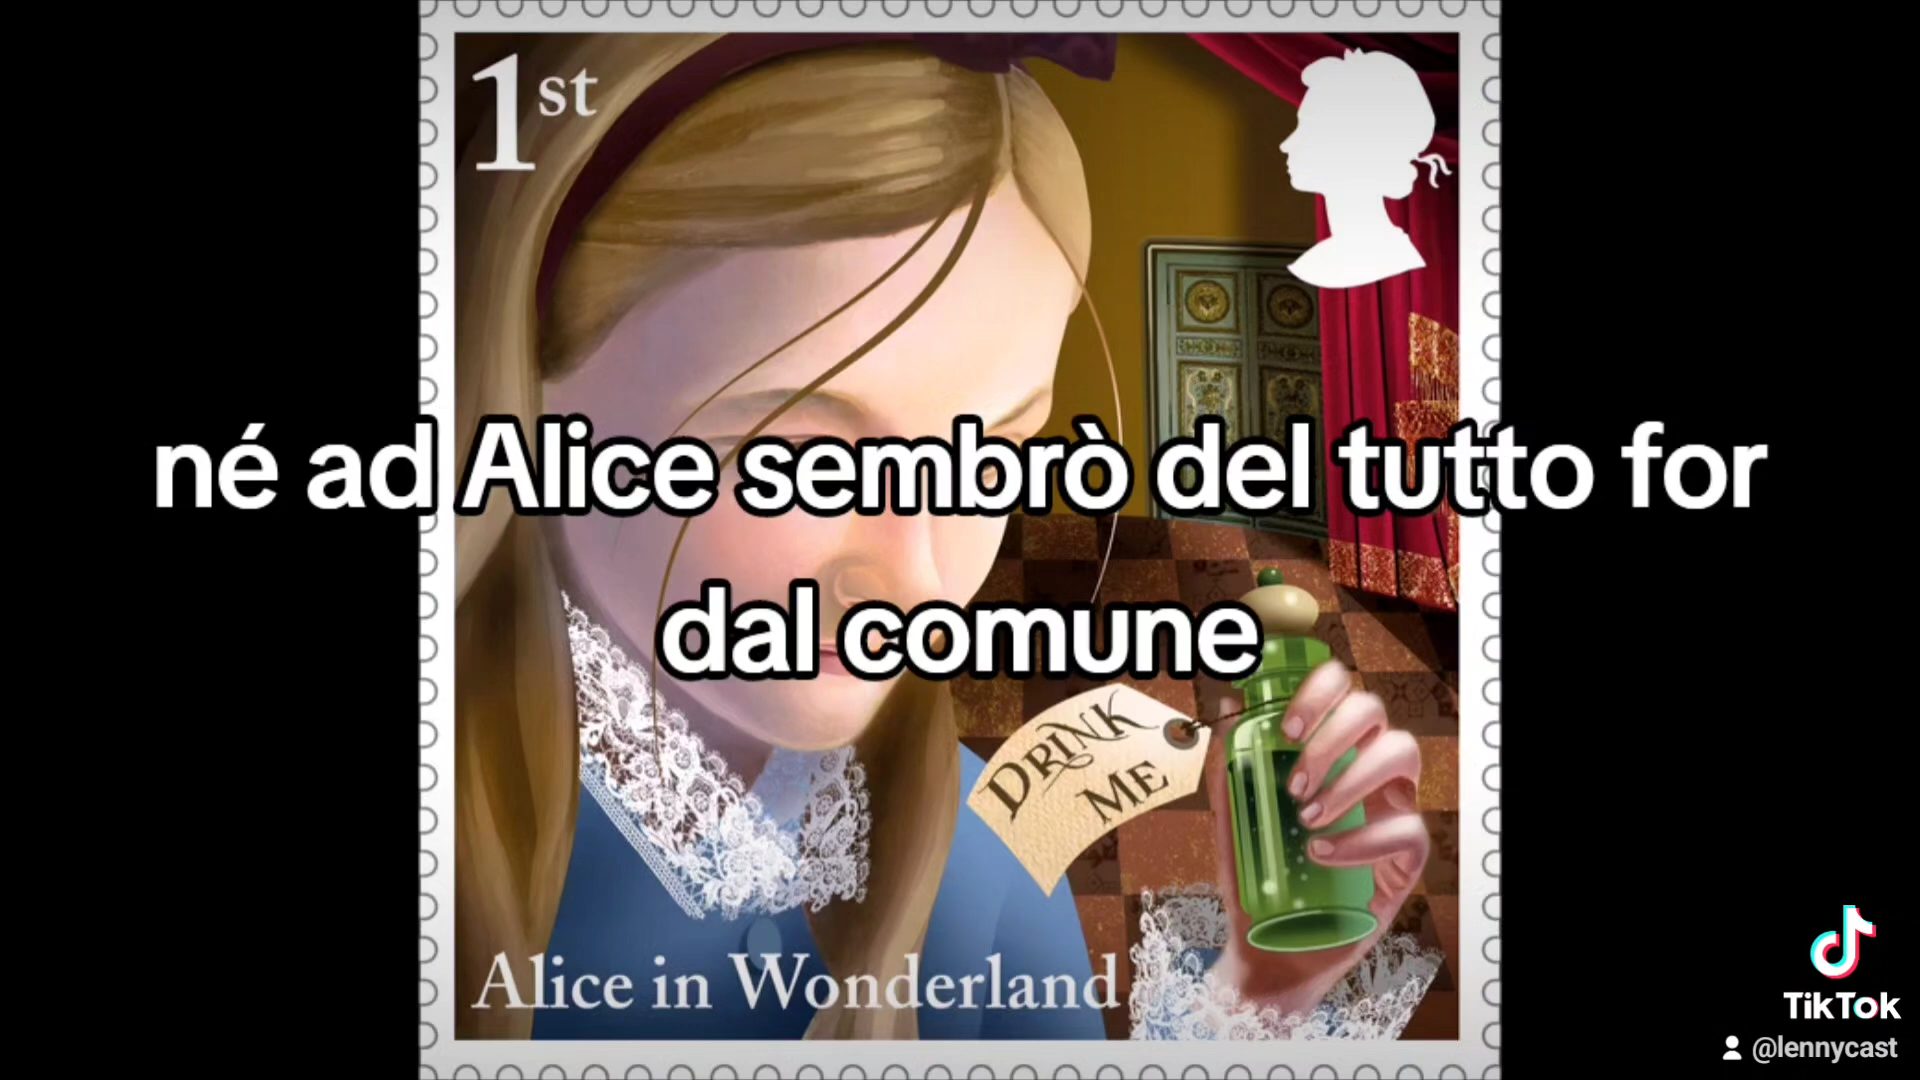 1st
né ad Alice sembrò del tutto for
dal comune
DRINK
ME
Alice in Wonderland
TikTok
@lennycast